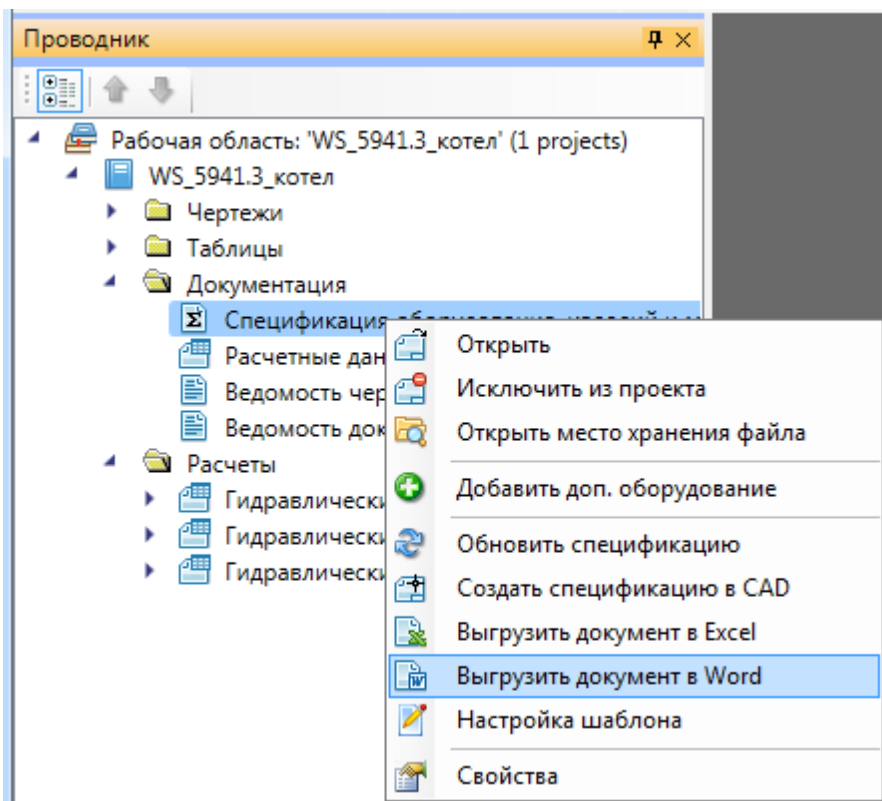 Проводник
Рабочая область: 'WS_5941.3_котел' (1 projects)
WS_5941.3_котел
Чертежи
Таблицы
Документация
Спецификация
Расчетные дан
Ведомость чер
Ведомость док
Расчеты
Гидравлически
Гидравлически
Гидравлически
Открыть
Исключить из проекта
Открыть место хранения файла
Добавить доп. оборудование
Обновить спецификацию
Создать спецификацию в CAD
Выгрузить документ в Excel
Выгрузить документ в Word
Настройка шаблона
Свойства